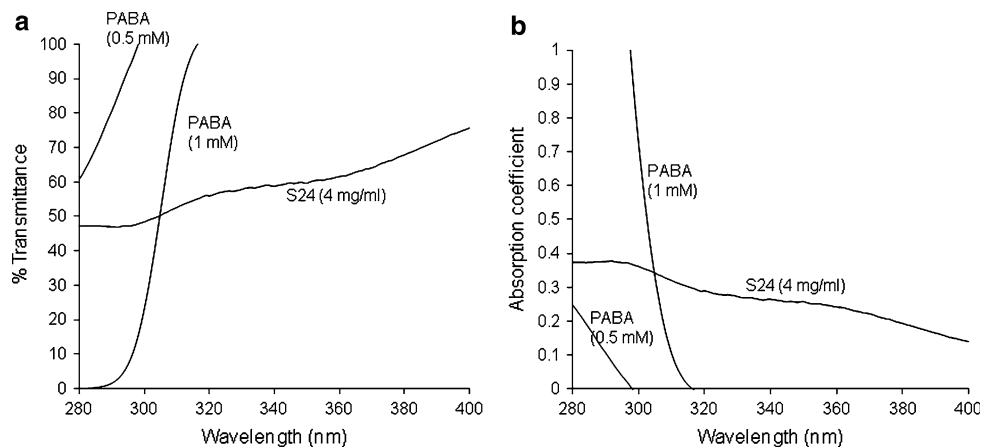 a
PABA
(0.5 mM)
100
90
80
70
60
50
40
30
20
10
0
% Transmittance
PABA
(1 mM)
S24 (4 mg/ml)
280
300
320
340
360
380
400
Wavelength (nm)
b
1
0.9
0.8
0.7
0.6
0.5
0.4
0.3
0.2
0.1
0
Absorption coefficient
PABA
(1 mM)
S24 (4 mg/ml)
PABA
(0.5 mM)
280
300
320
340
360
380
400
Wavelength (nm)